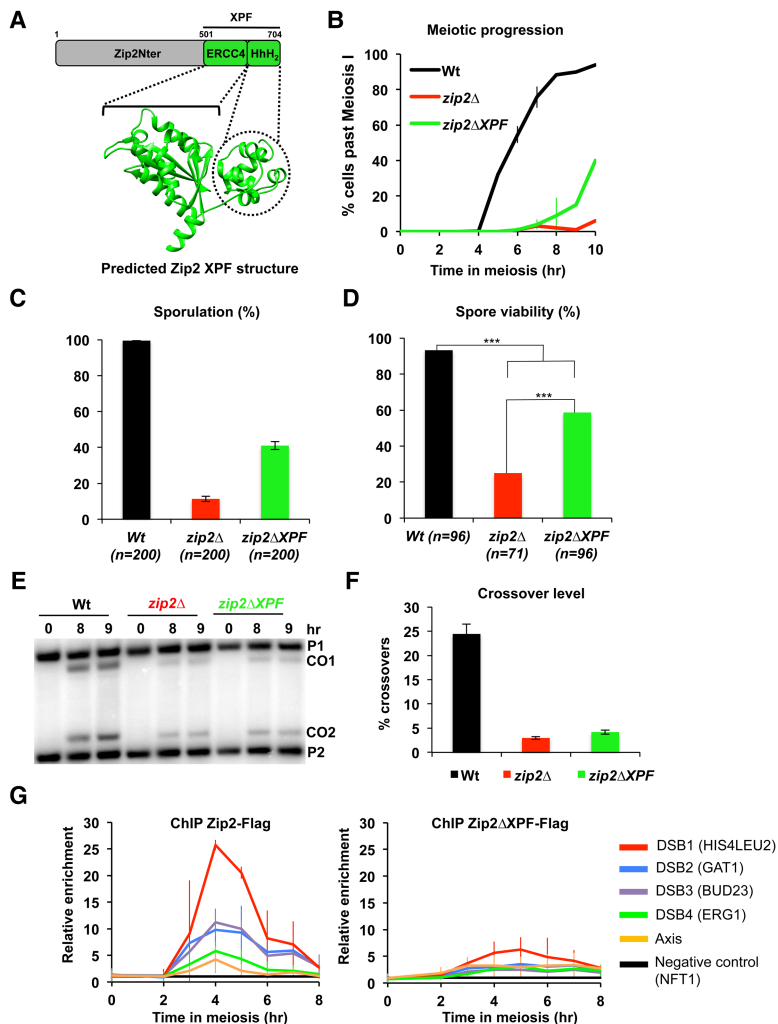 A
XPF
1 501 704
Zip2Nter ERCC4 HhH2
Predicted Zip2 XPF structure
B
Meiotic progression
% cells past Meiosis I
100
80
60
40
20
0
Wt
zip2Δ
zip2ΔXPF
0 2 4 6 8 10
Time in meiosis (hr)
C
Sporulation (%)
100
80
60
40
20
0
Wt zip2Δ zip2ΔXPF
(n=200) (n=200) (n=200)
D
Spore viability (%)
100
80
60
40
20
0
***
***
Wt (n=96) zip2Δ zip2ΔXPF
(n=71) (n=96)
E
Wt zip2Δ zip2ΔXPF
0 8 9 0 8 9 0 8 9 hr
P1
CO1
CO2
P2
F
Crossover level
% crossovers
30
25
20
15
10
5
0
Wt zip2Δ zip2ΔXPF
G
ChIP Zip2-Flag
Relative enrichment
30
25
20
15
10
5
0
0 2 4 6 8
Time in meiosis (hr)
ChIP Zip2ΔXPF-Flag
Relative enrichment
30
25
20
15
10
5
0
0 2 4 6 8
Time in meiosis (hr)
DSB1 (HIS4LEU2)
DSB2 (GAT1)
DSB3 (BUD23)
DSB4 (ERG1)
Axis
Negative control
(NFT1)